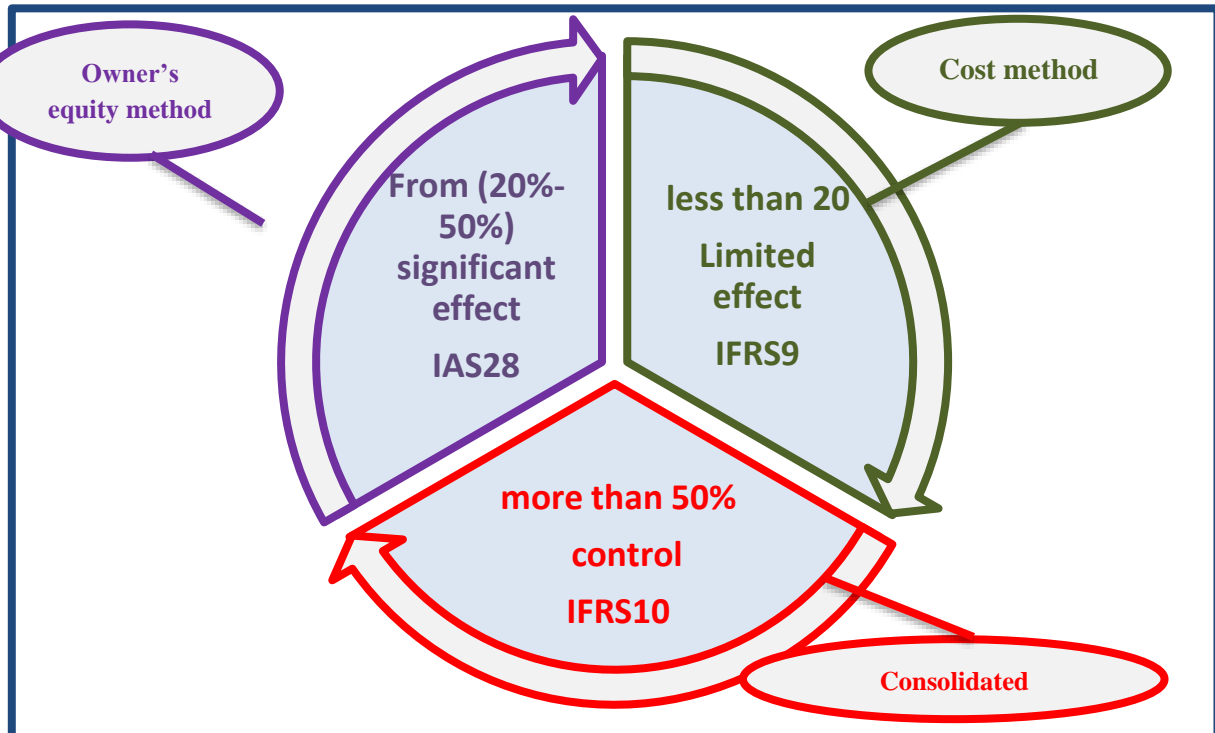 Owner's
equity method
Cost method
From (20%-
50%)
significant
effect
IAS28
less than 20
Limited
effect
IFRS9
more than 50%
control
IFRS10
Consolidated